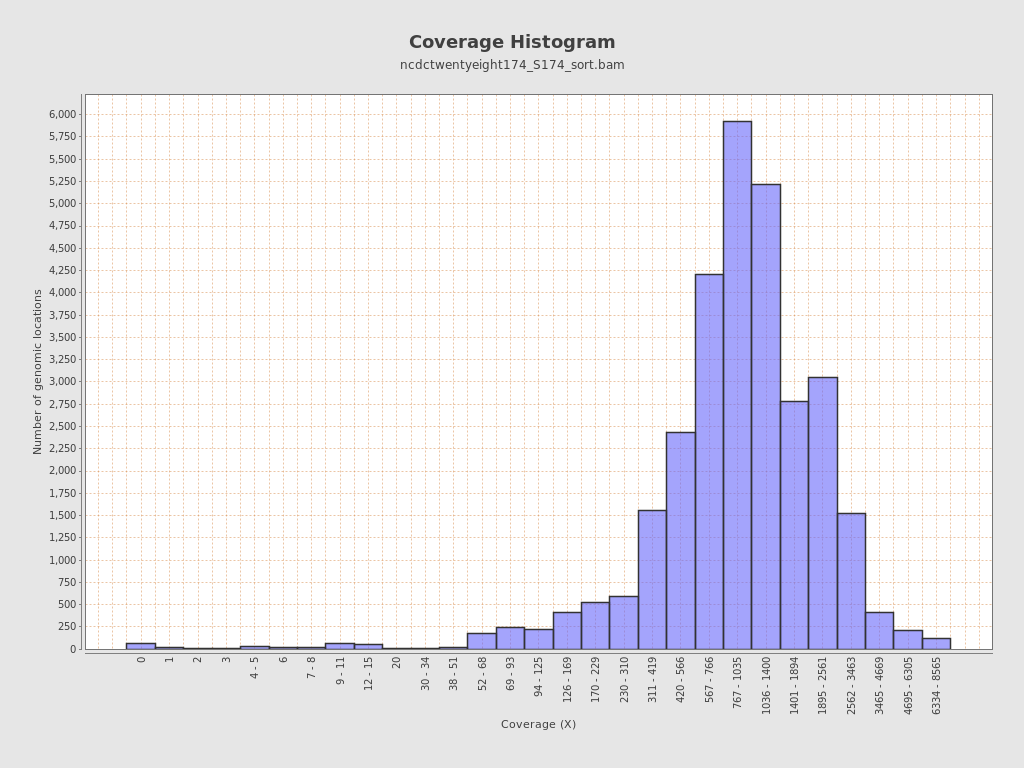 Coverage Histogram
ncdctwentyeight174_S174_sort.bam
Number of genomic locations
6,000
5,750
5,500
5,250
5,000
4,750
4,500
4,250
4,000
3,750
3,500
3,250
3,000
2,750
2,500
2,250
2,000
1,750
1,500
1,250
1,000
750
500
250
0
0
1
2
3
4 - 5
6
7 - 8
9 - 11
12 - 15
20
30 - 34
38 - 51
52 - 68
69 - 93
94 - 125
126 - 169
170 - 229
230 - 310
311 - 419
420 - 566
567 - 766
767 - 1035
1036 - 1400
1401 - 1894
1895 - 2561
2562 - 3463
3465 - 4669
4695 - 6305
6334 - 8565
Coverage (X)